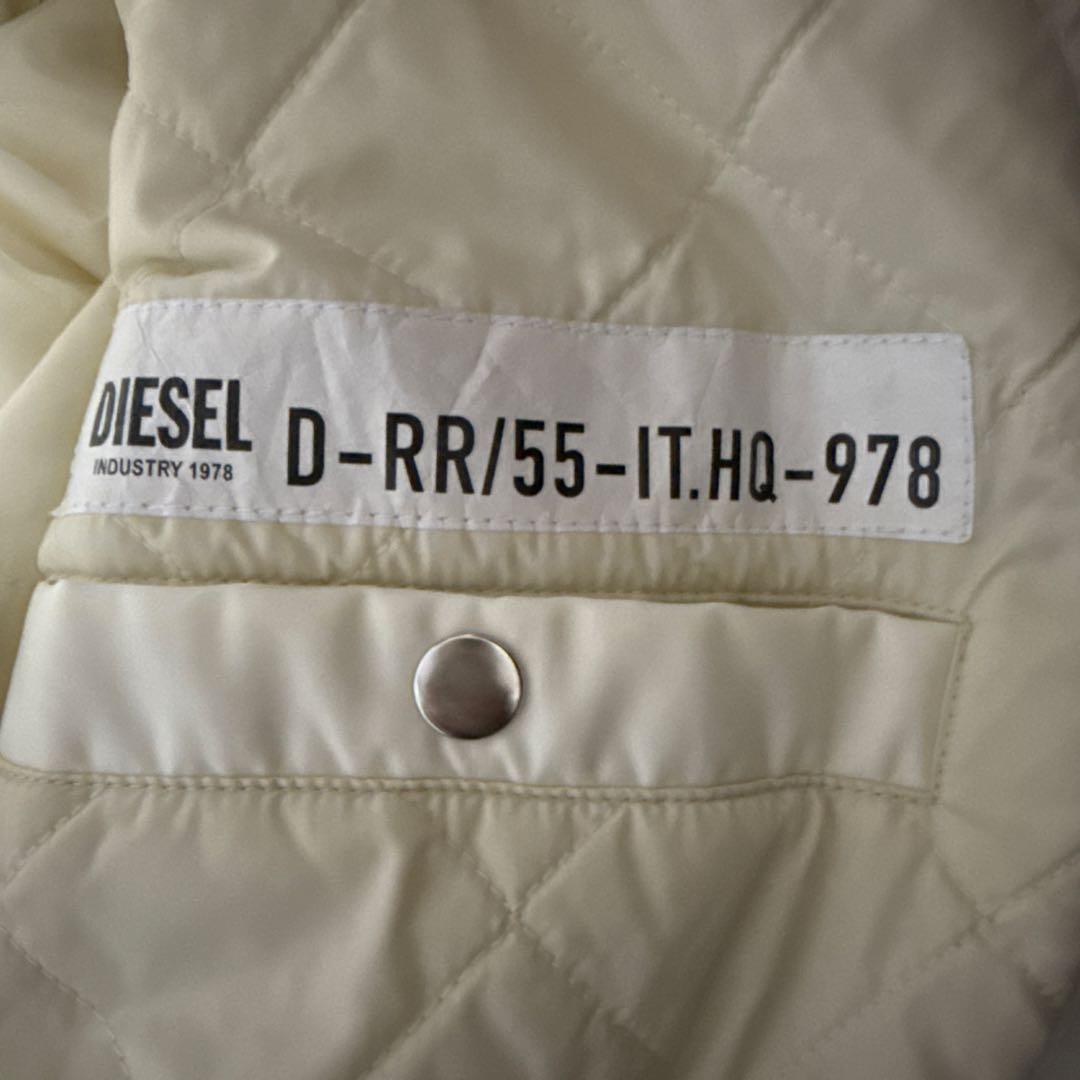 DIESEL
INDUSTRY 1978
D-RR/55-IT.HQ-978